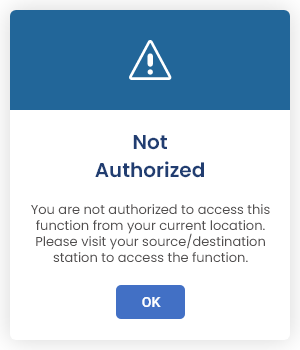 Not
Authorized
You are not authorized to access this
function from your current location.
Please visit your source/destination
station to access the function.
OK